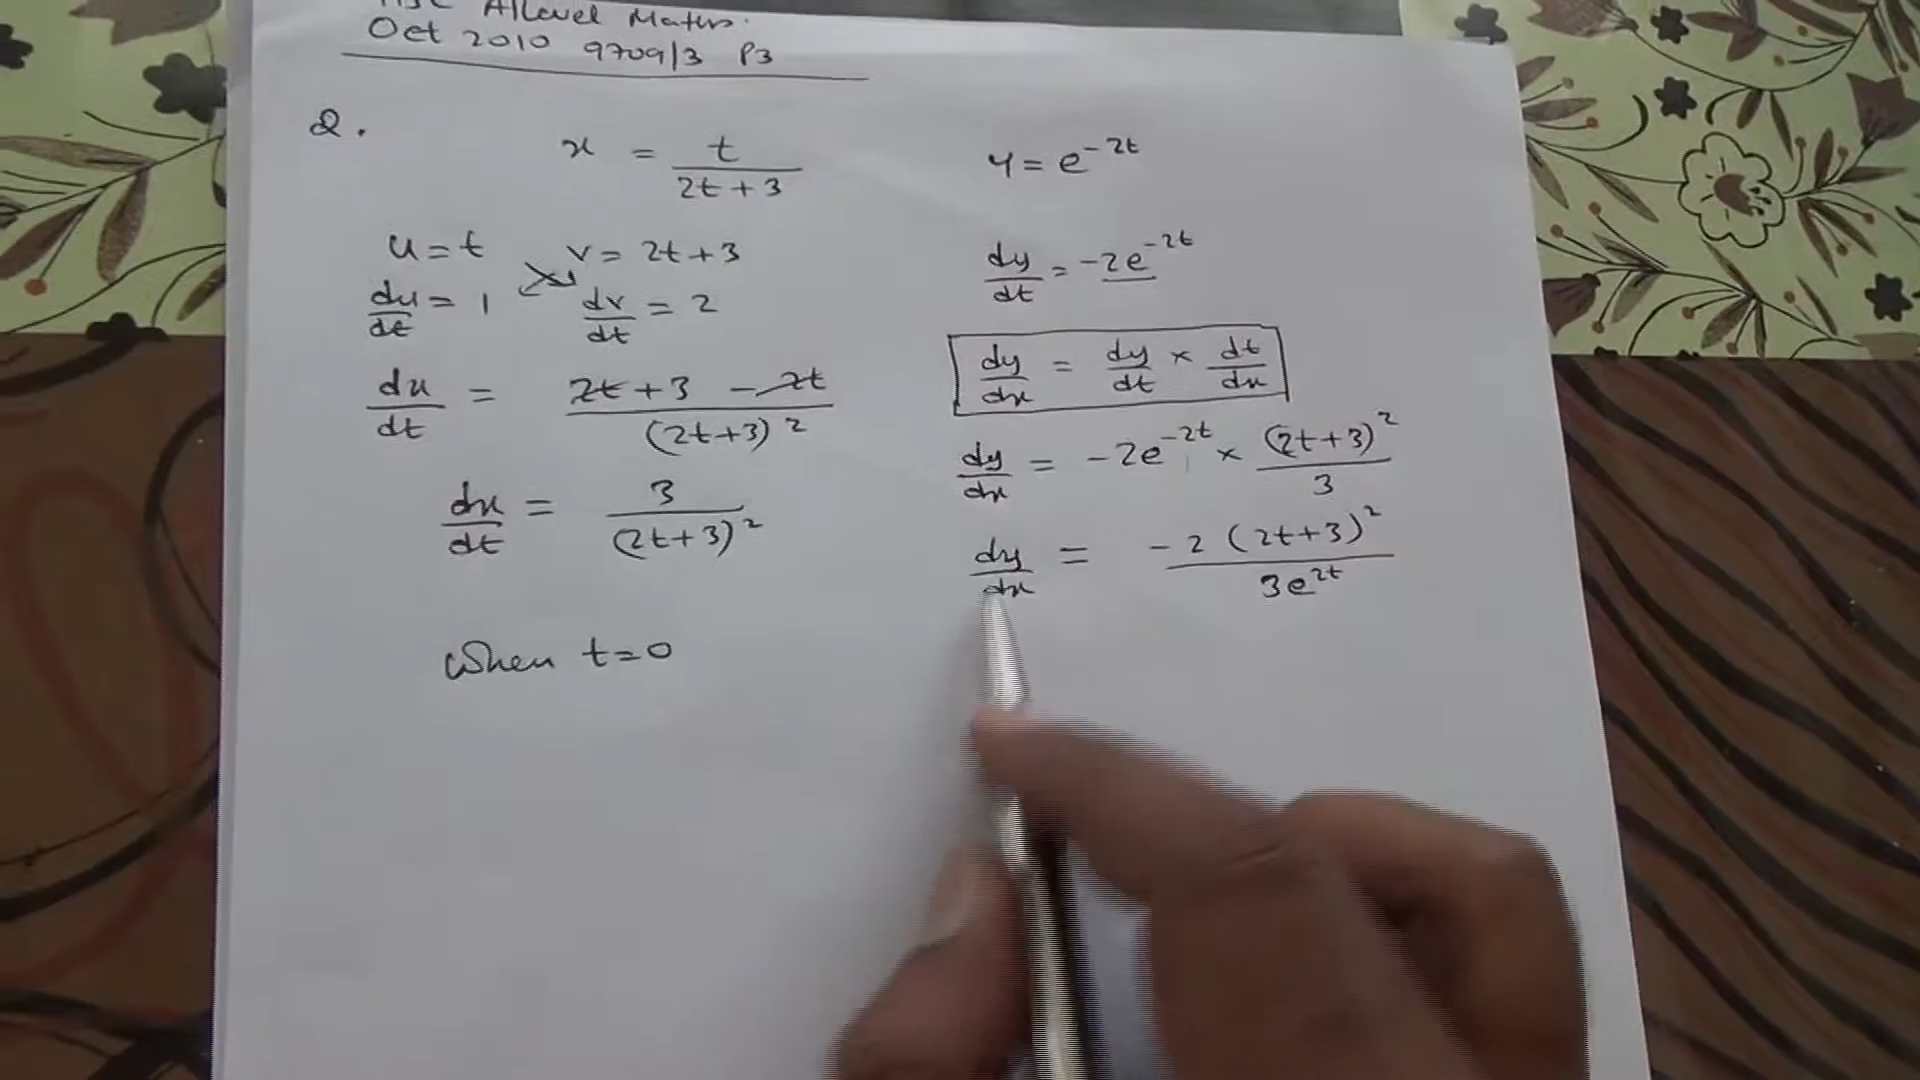 A Level Maths.
Oct 2010 9709/3 P3
2.
x = t/(2t+3)
u = t v = 2t+3
du/dt = 1 dv/dt = 2
dx/dt = (2t+3 - 2t)/(2t+3)²
dx/dt = 3/(2t+3)²
When t=0
y = e^(-2t)
dy/dt = -2e^(-2t)
dy/dx = dy/dt × dt/dx
dy/dx = -2e^(-2t) × (2t+3)²/3
dy/dx = -2(2t+3)²/3e^(2t)